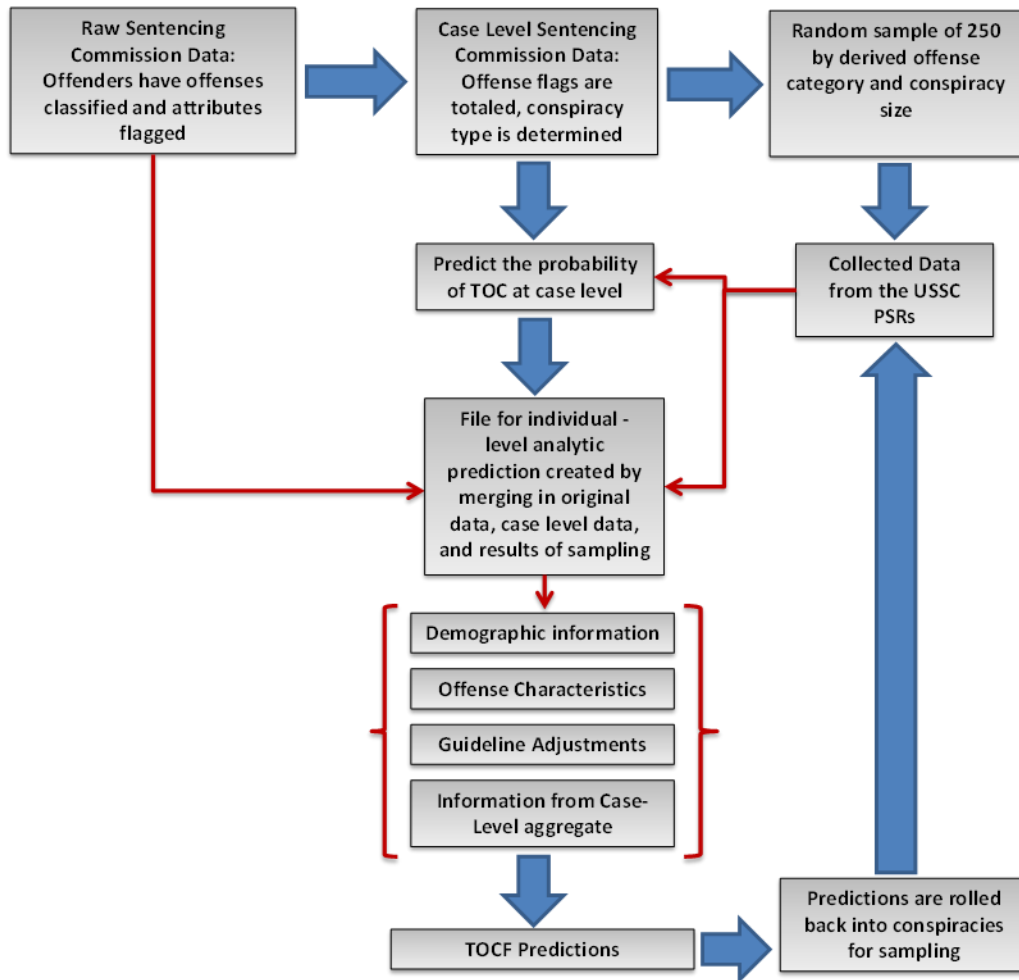 Raw Sentencing
Commission Data:
Offenders have offenses
classified and attributes
flagged
Case Level Sentencing
Commission Data:
Offense flags are
totaled, conspiracy
type is determined
Random sample of 250
by derived offense
category and conspiracy
size
Predict the probability
of TOC at case level
Collected Data
from the USSC
PSRs
File for individual -
level analytic
prediction created by
merging in original
data, case level data,
and results of sampling
Demographic information
Offense Characteristics
Guideline Adjustments
Information from Case-
Level aggregate
TOCF Predictions
Predictions are rolled
back into conspiracies
for sampling